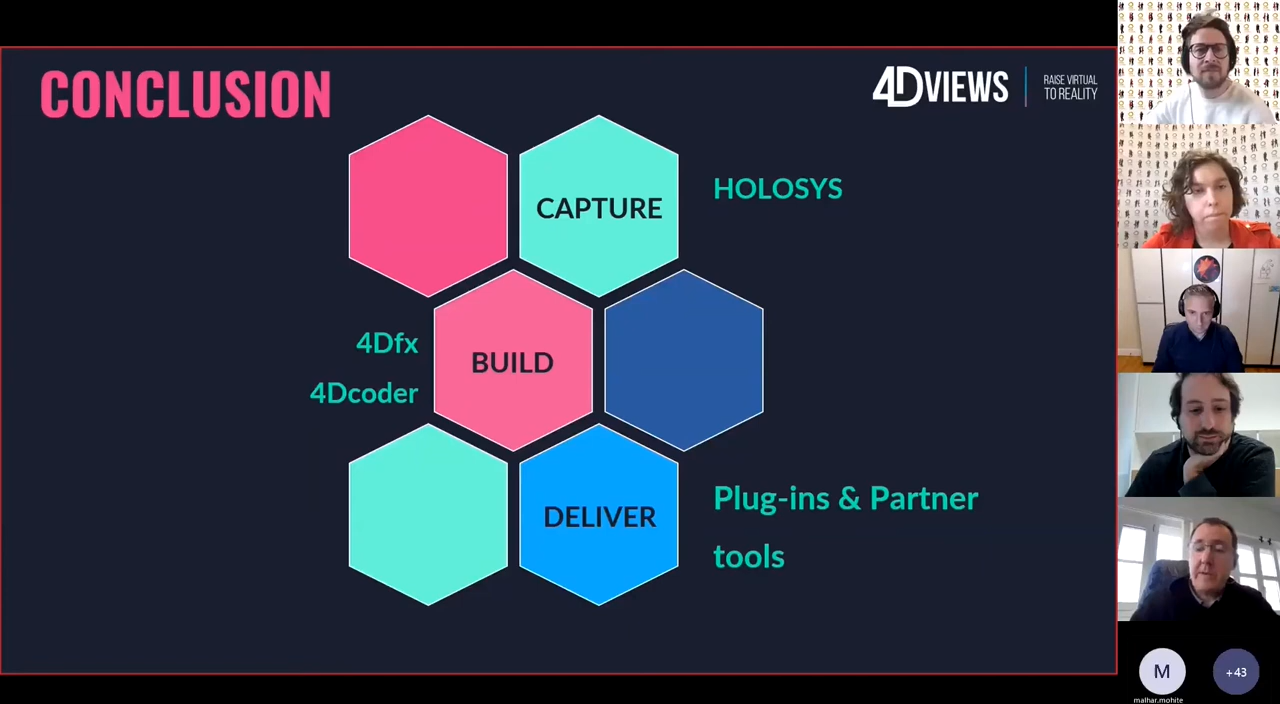 CONCLUSION
4DVIEWS
RAISE VIRTUAL
TO REALITY
CAPTURE
HOLOSYS
4Dfx
4Dcoder
BUILD
DELIVER
Plug-ins & Partner
tools
M
+43
malhar.mohite